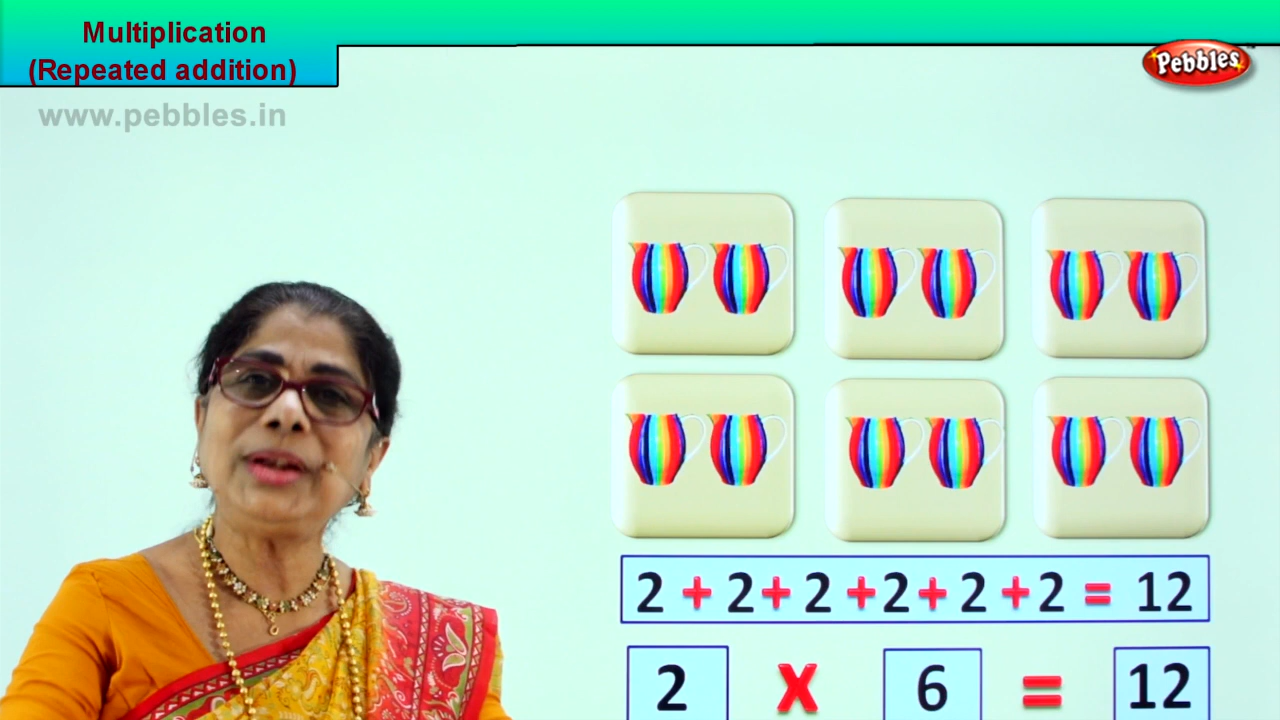 Multiplication
(Repeated addition)
Pebbles
www.pebbles.in
2 + 2 + 2 + 2 + 2 + 2 = 12
2 x 6 = 12